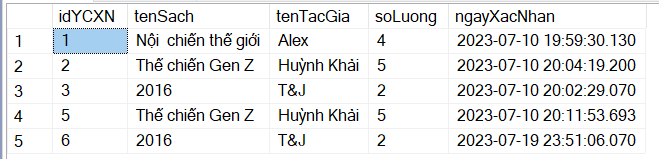 idYCXN tenSach tenTacGia soLuong ngayXacNhan
1 1 Nội chiến thế giới Alex 4 2023-07-10 19:59:30.130
2 2 Thế chiến Gen Z Huỳnh Khải 5 2023-07-10 20:04:19.200
3 3 2016 T&J 2 2023-07-10 20:02:29.070
4 5 Thế chiến Gen Z Huỳnh Khải 5 2023-07-10 20:11:53.693
5 6 2016 T&J 2 2023-07-19 23:51:06.070